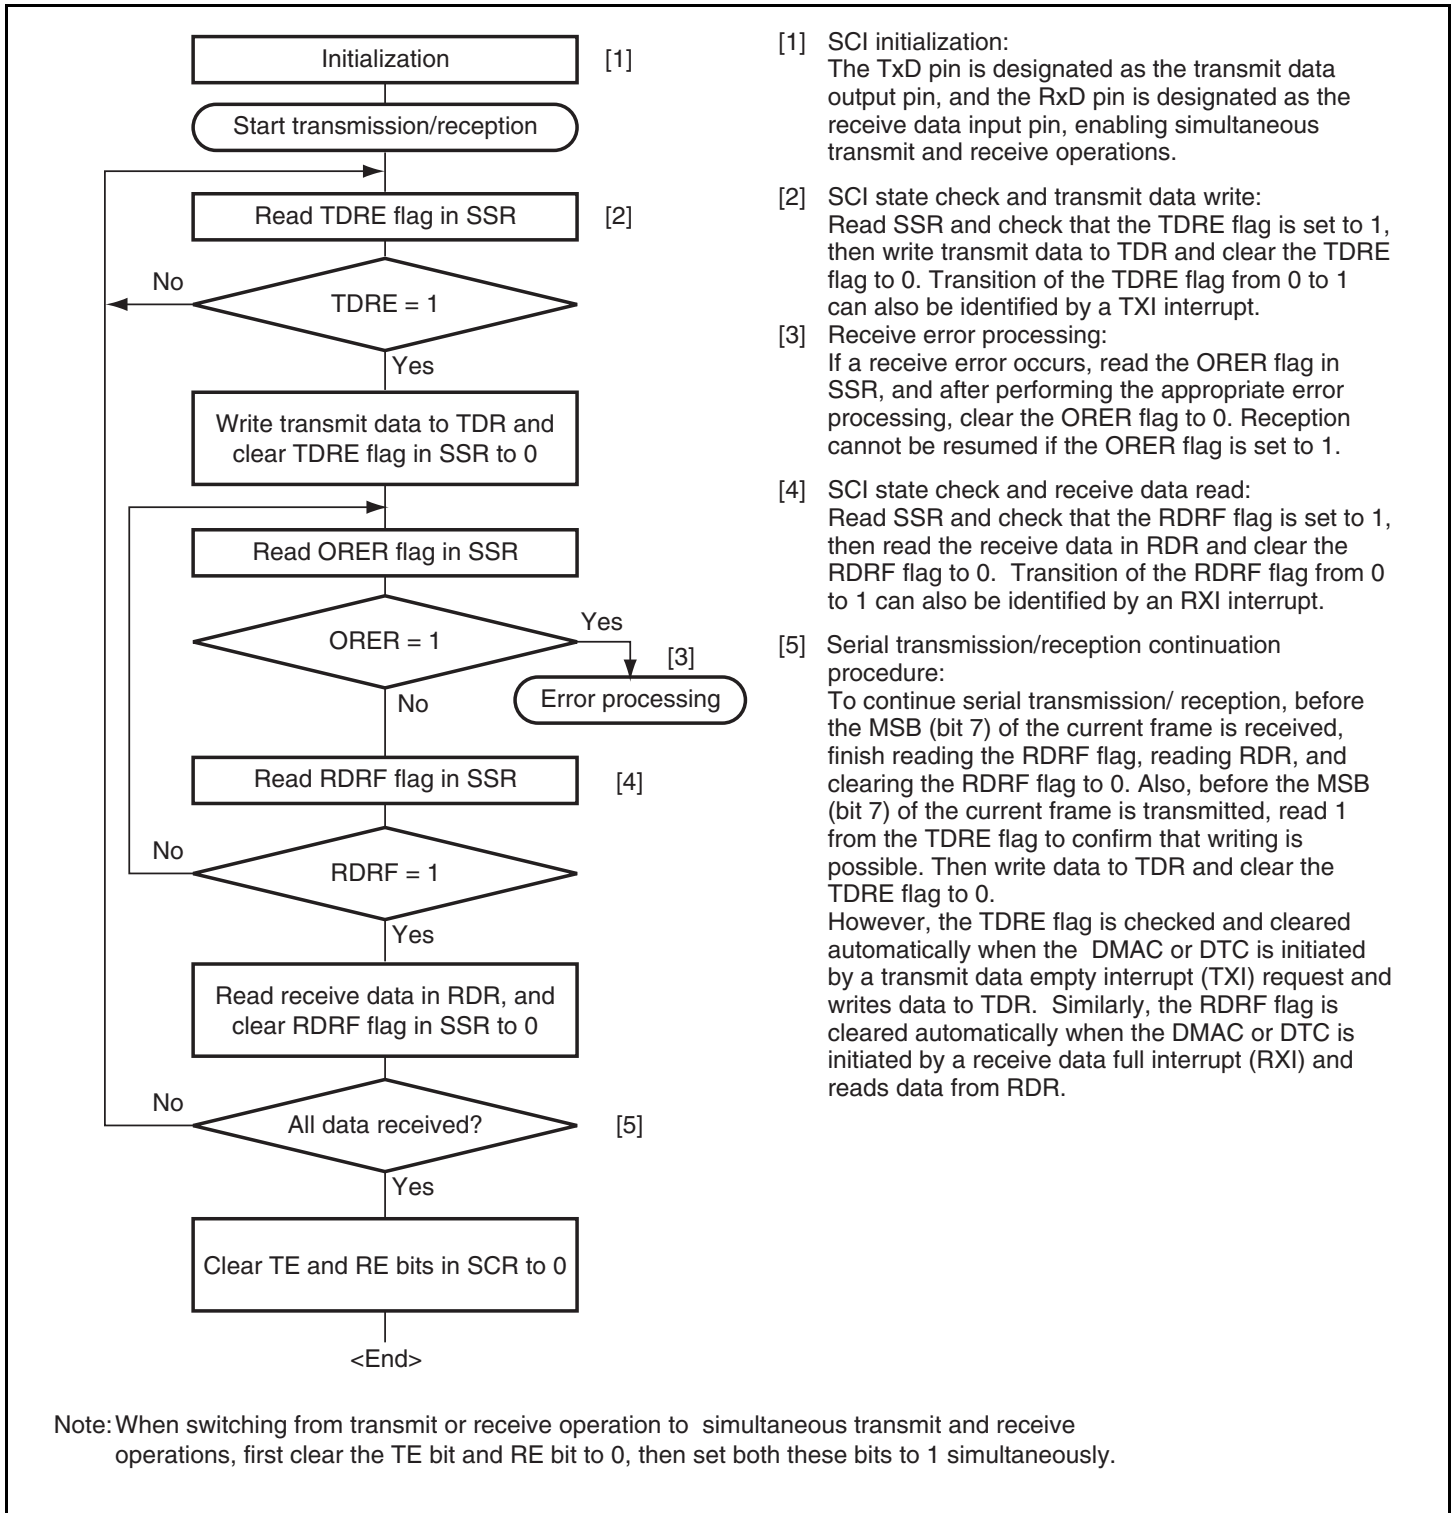 Initialization [1]
Start transmission/reception
Read TDRE flag in SSR [2]
No
TDRE = 1
Yes
Write transmit data to TDR and
clear TDRE flag in SSR to 0
Read ORER flag in SSR
Yes
ORER = 1
[3]
Error processing
No
Read RDRF flag in SSR [4]
No
RDRF = 1
Yes
Read receive data in RDR, and
clear RDRF flag in SSR to 0
No
All data received? [5]
Yes
Clear TE and RE bits in SCR to 0
<End>
[1] SCI initialization:
The TxD pin is designated as the transmit data
output pin, and the RxD pin is designated as the
receive data input pin, enabling simultaneous
transmit and receive operations.
[2] SCI state check and transmit data write:
Read SSR and check that the TDRE flag is set to 1,
then write transmit data to TDR and clear the TDRE
flag to 0. Transition of the TDRE flag from 0 to 1
can also be identified by a TXI interrupt.
[3] Receive error processing:
If a receive error occurs, read the ORER flag in
SSR, and after performing the appropriate error
processing, clear the ORER flag to 0. Reception
cannot be resumed if the ORER flag is set to 1.
[4] SCI state check and receive data read:
Read SSR and check that the RDRF flag is set to 1,
then read the receive data in RDR and clear the
RDRF flag to 0. Transition of the RDRF flag from 0
to 1 can also be identified by an RXI interrupt.
[5] Serial transmission/reception continuation
procedure:
To continue serial transmission/ reception, before
the MSB (bit 7) of the current frame is received,
finish reading the RDRF flag, reading RDR, and
clearing the RDRF flag to 0. Also, before the MSB
(bit 7) of the current frame is transmitted, read 1
from the TDRE flag to confirm that writing is
possible. Then write data to TDR and clear the
TDRE flag to 0.
However, the TDRE flag is checked and cleared
automatically when the DMAC or DTC is initiated
by a transmit data empty interrupt (TXI) request and
writes data to TDR. Similarly, the RDRF flag is
cleared automatically when the DMAC or DTC is
initiated by a receive data full interrupt (RXI) and
reads data from RDR.
Note: When switching from transmit or receive operation to simultaneous transmit and receive
operations, first clear the TE bit and RE bit to 0, then set both these bits to 1 simultaneously.